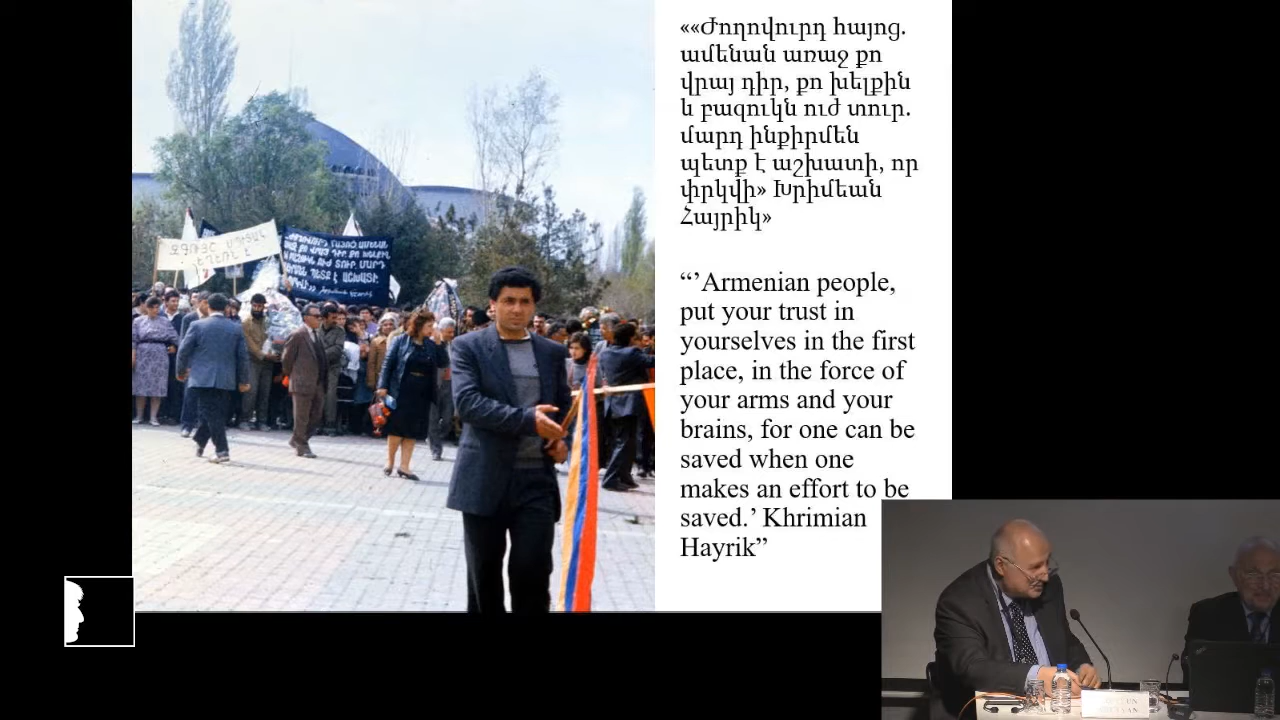 ««Ժողովուրդ հայոց.
ամենան առաջ քո
վրայ դիր, քո խելքին
և բազուկն ուժ տուր.
մարդ ինքիրմեն
պետք է աշխատի, որ
փրկվի» Խրիմեան
Հայրիկ»
“‘Armenian people,
put your trust in
yourselves in the first
place, in the force of
your arms and your
brains, for one can be
saved when one
makes an effort to be
saved.’ Khrimian
Hayrik”